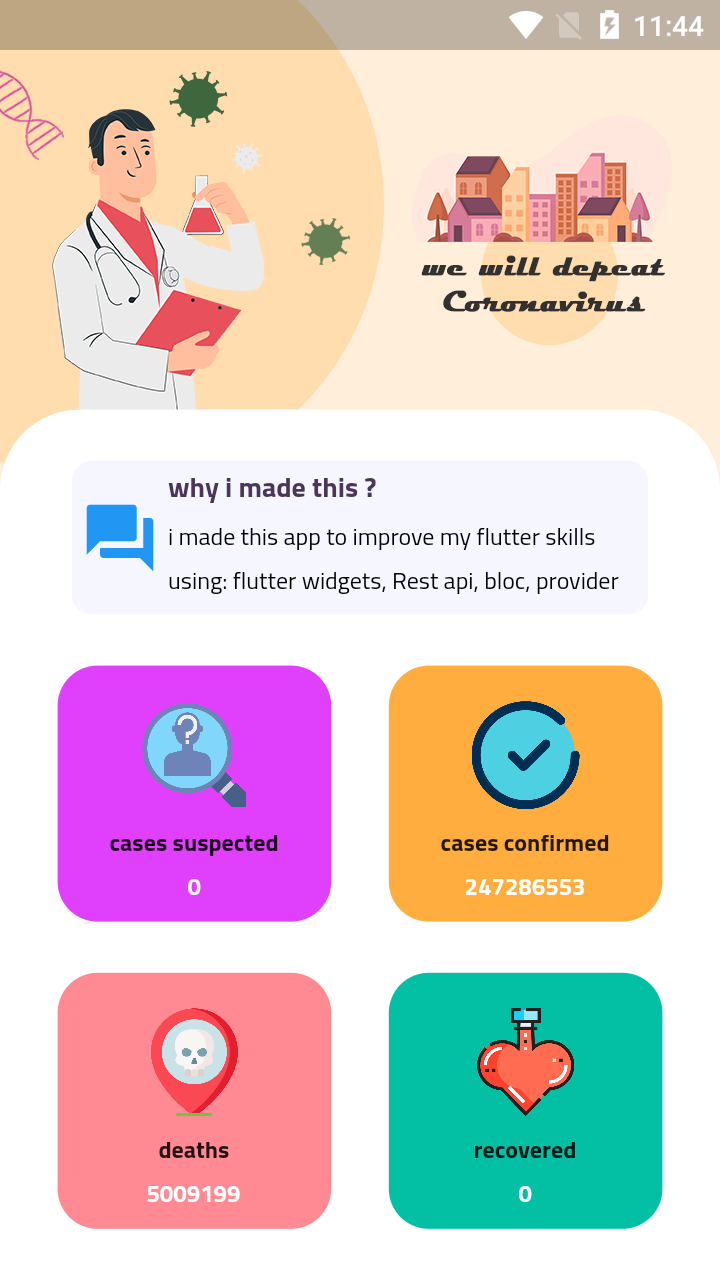 11:44
we will depeat
Coronavirus
why i made this ?
i made this app to improve my flutter skills
using: flutter widgets, Rest api, bloc, provider
cases suspected
0
cases confirmed
247286553
deaths
5009199
recovered
0